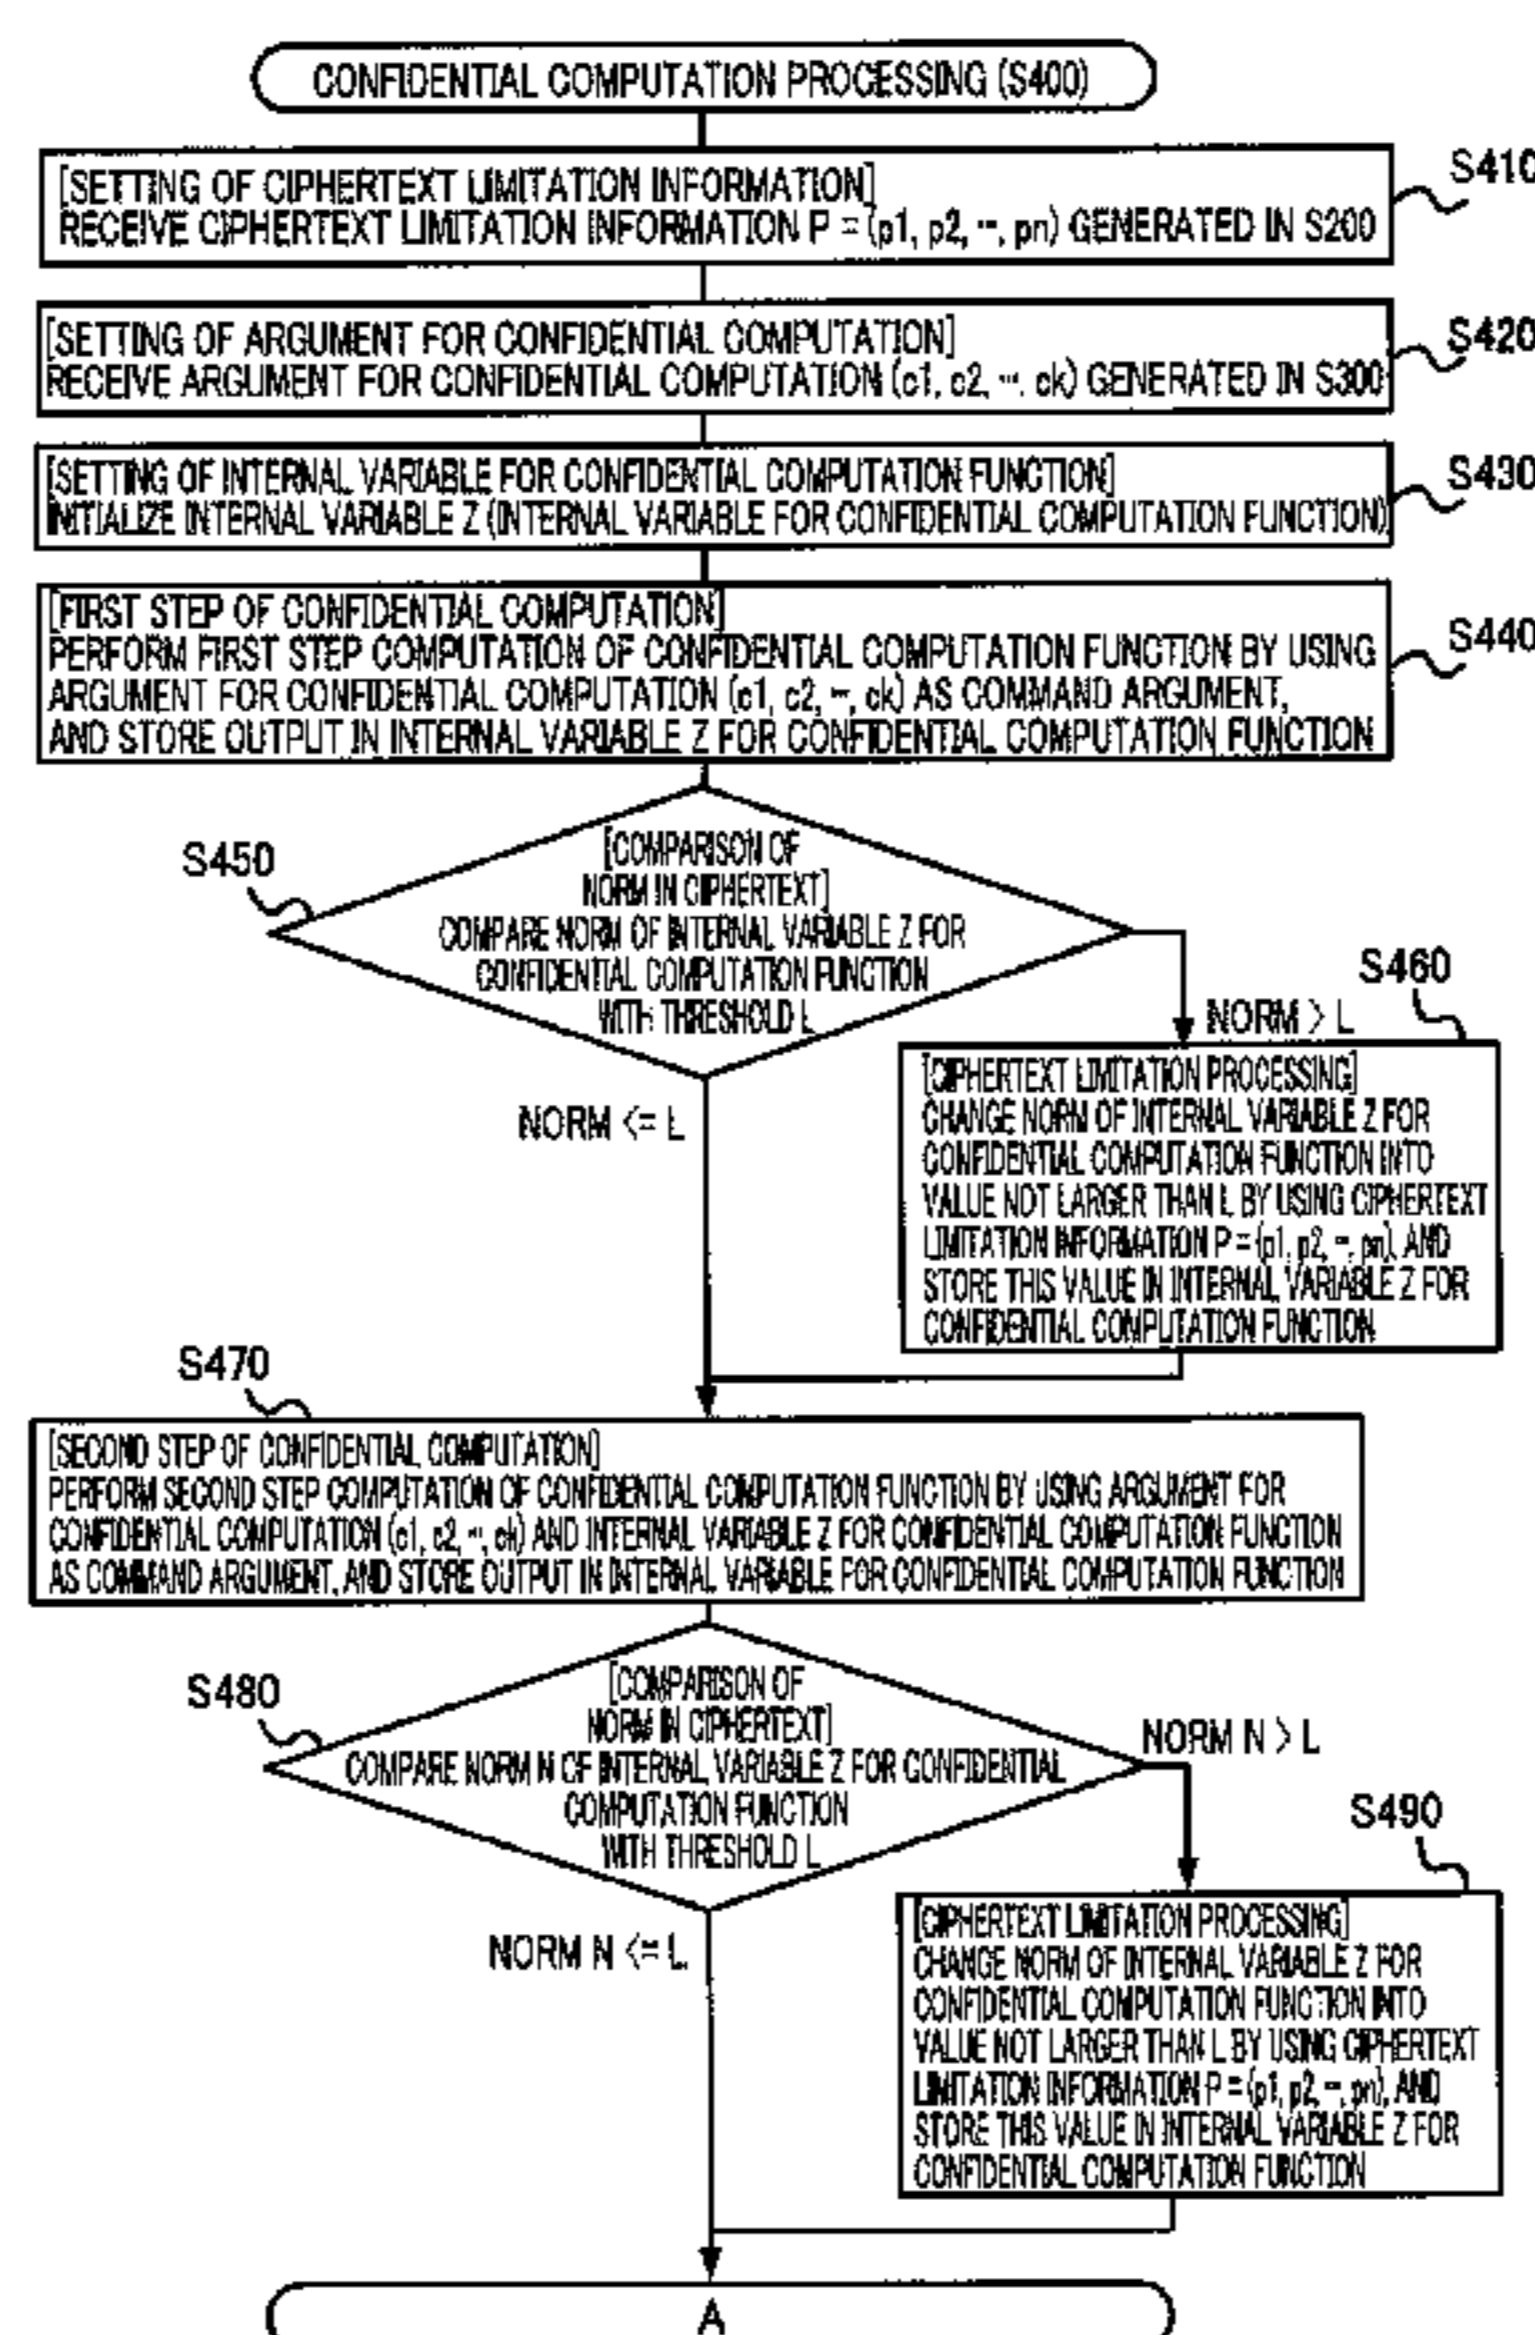 CONFIDENTIAL COMPUTATION PROCESSING (S400)
S410
[SETTING OF CIPHERTEXT LIMITATION INFORMATION]
RECEIVE CIPHERTEXT LIMITATION INFORMATION P = (p1, p2, ···, pn) GENERATED IN S200
S420
[SETTING OF ARGUMENT FOR CONFIDENTIAL COMPUTATION]
RECEIVE ARGUMENT FOR CONFIDENTIAL COMPUTATION (c1, c2, ···, ck) GENERATED IN S300
S430
[SETTING OF INTERNAL VARIABLE FOR CONFIDENTIAL COMPUTATION FUNCTION]
INITIALIZE INTERNAL VARIABLE Z (INTERNAL VARIABLE FOR CONFIDENTIAL COMPUTATION FUNCTION)
S440
[FIRST STEP OF CONFIDENTIAL COMPUTATION]
PERFORM FIRST STEP COMPUTATION OF CONFIDENTIAL COMPUTATION FUNCTION BY USING
ARGUMENT FOR CONFIDENTIAL COMPUTATION (c1, c2, ···, ck) AS COMMAND ARGUMENT,
AND STORE OUTPUT IN INTERNAL VARIABLE Z FOR CONFIDENTIAL COMPUTATION FUNCTION
S450
[COMPARISON OF
NORM IN CIPHERTEXT]
COMPARE NORM OF INTERNAL VARIABLE Z FOR
CONFIDENTIAL COMPUTATION FUNCTION
WITH THRESHOLD L
S460
NORM > L
NORM <= L
[CIPHERTEXT LIMITATION PROCESSING]
CHANGE NORM OF INTERNAL VARIABLE Z FOR
CONFIDENTIAL COMPUTATION FUNCTION INTO
VALUE NOT LARGER THAN L BY USING CIPHERTEXT
LIMITATION INFORMATION P = (p1, p2, ···, pn), AND
STORE THIS VALUE IN INTERNAL VARIABLE Z FOR
CONFIDENTIAL COMPUTATION FUNCTION
S470
[SECOND STEP OF CONFIDENTIAL COMPUTATION]
PERFORM SECOND STEP COMPUTATION OF CONFIDENTIAL COMPUTATION FUNCTION BY USING ARGUMENT FOR
CONFIDENTIAL COMPUTATION (c1, c2, ···, ck) AND INTERNAL VARIABLE Z FOR CONFIDENTIAL COMPUTATION FUNCTION
AS COMMAND ARGUMENT, AND STORE OUTPUT IN INTERNAL VARIABLE FOR CONFIDENTIAL COMPUTATION FUNCTION
S480
[COMPARISON OF
NORM IN CIPHERTEXT]
COMPARE NORM N OF INTERNAL VARIABLE Z FOR CONFIDENTIAL
COMPUTATION FUNCTION
WITH THRESHOLD L
NORM N > L
S490
NORM N <= L
[CIPHERTEXT LIMITATION PROCESSING]
CHANGE NORM OF INTERNAL VARIABLE Z FOR
CONFIDENTIAL COMPUTATION FUNCTION INTO
VALUE NOT LARGER THAN L BY USING CIPHERTEXT
LIMITATION INFORMATION P = (p1, p2, ···, pn), AND
STORE THIS VALUE IN INTERNAL VARIABLE Z FOR
CONFIDENTIAL COMPUTATION FUNCTION
A